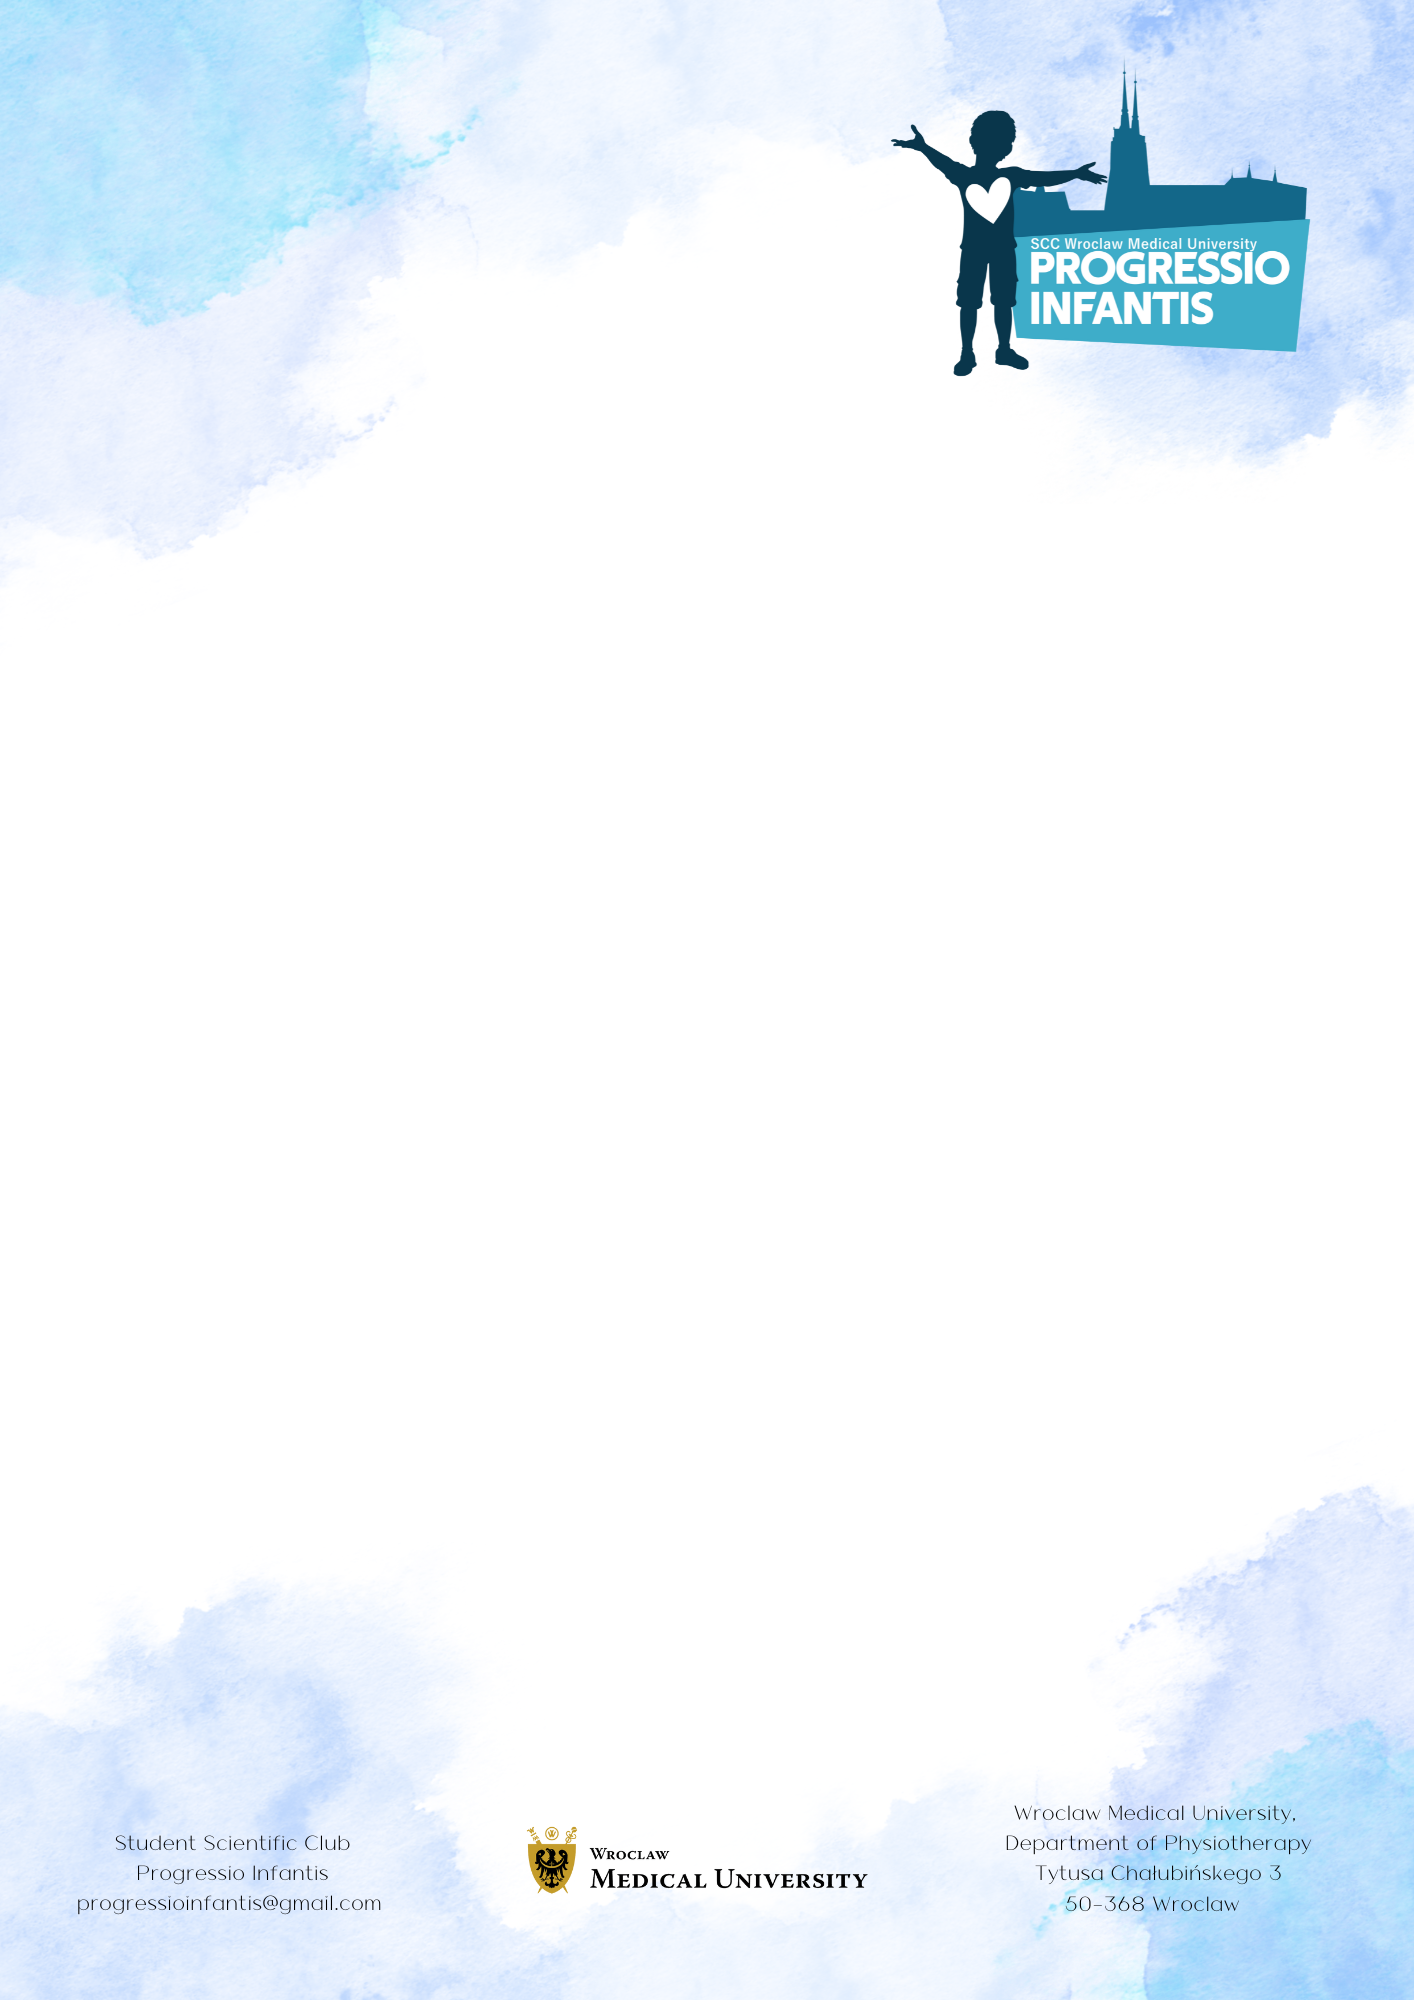 SCC Wroclaw Medical University
PROGRESSIO
INFANTIS
Student Scientific Club
Progressio Infantis
progressioinfantis@gmail.com
WROCLAW
MEDICAL UNIVERSITY
Wroclaw Medical University,
Department of Physiotherapy
Tytusa Chałubińskego 3
50-368 Wroclaw